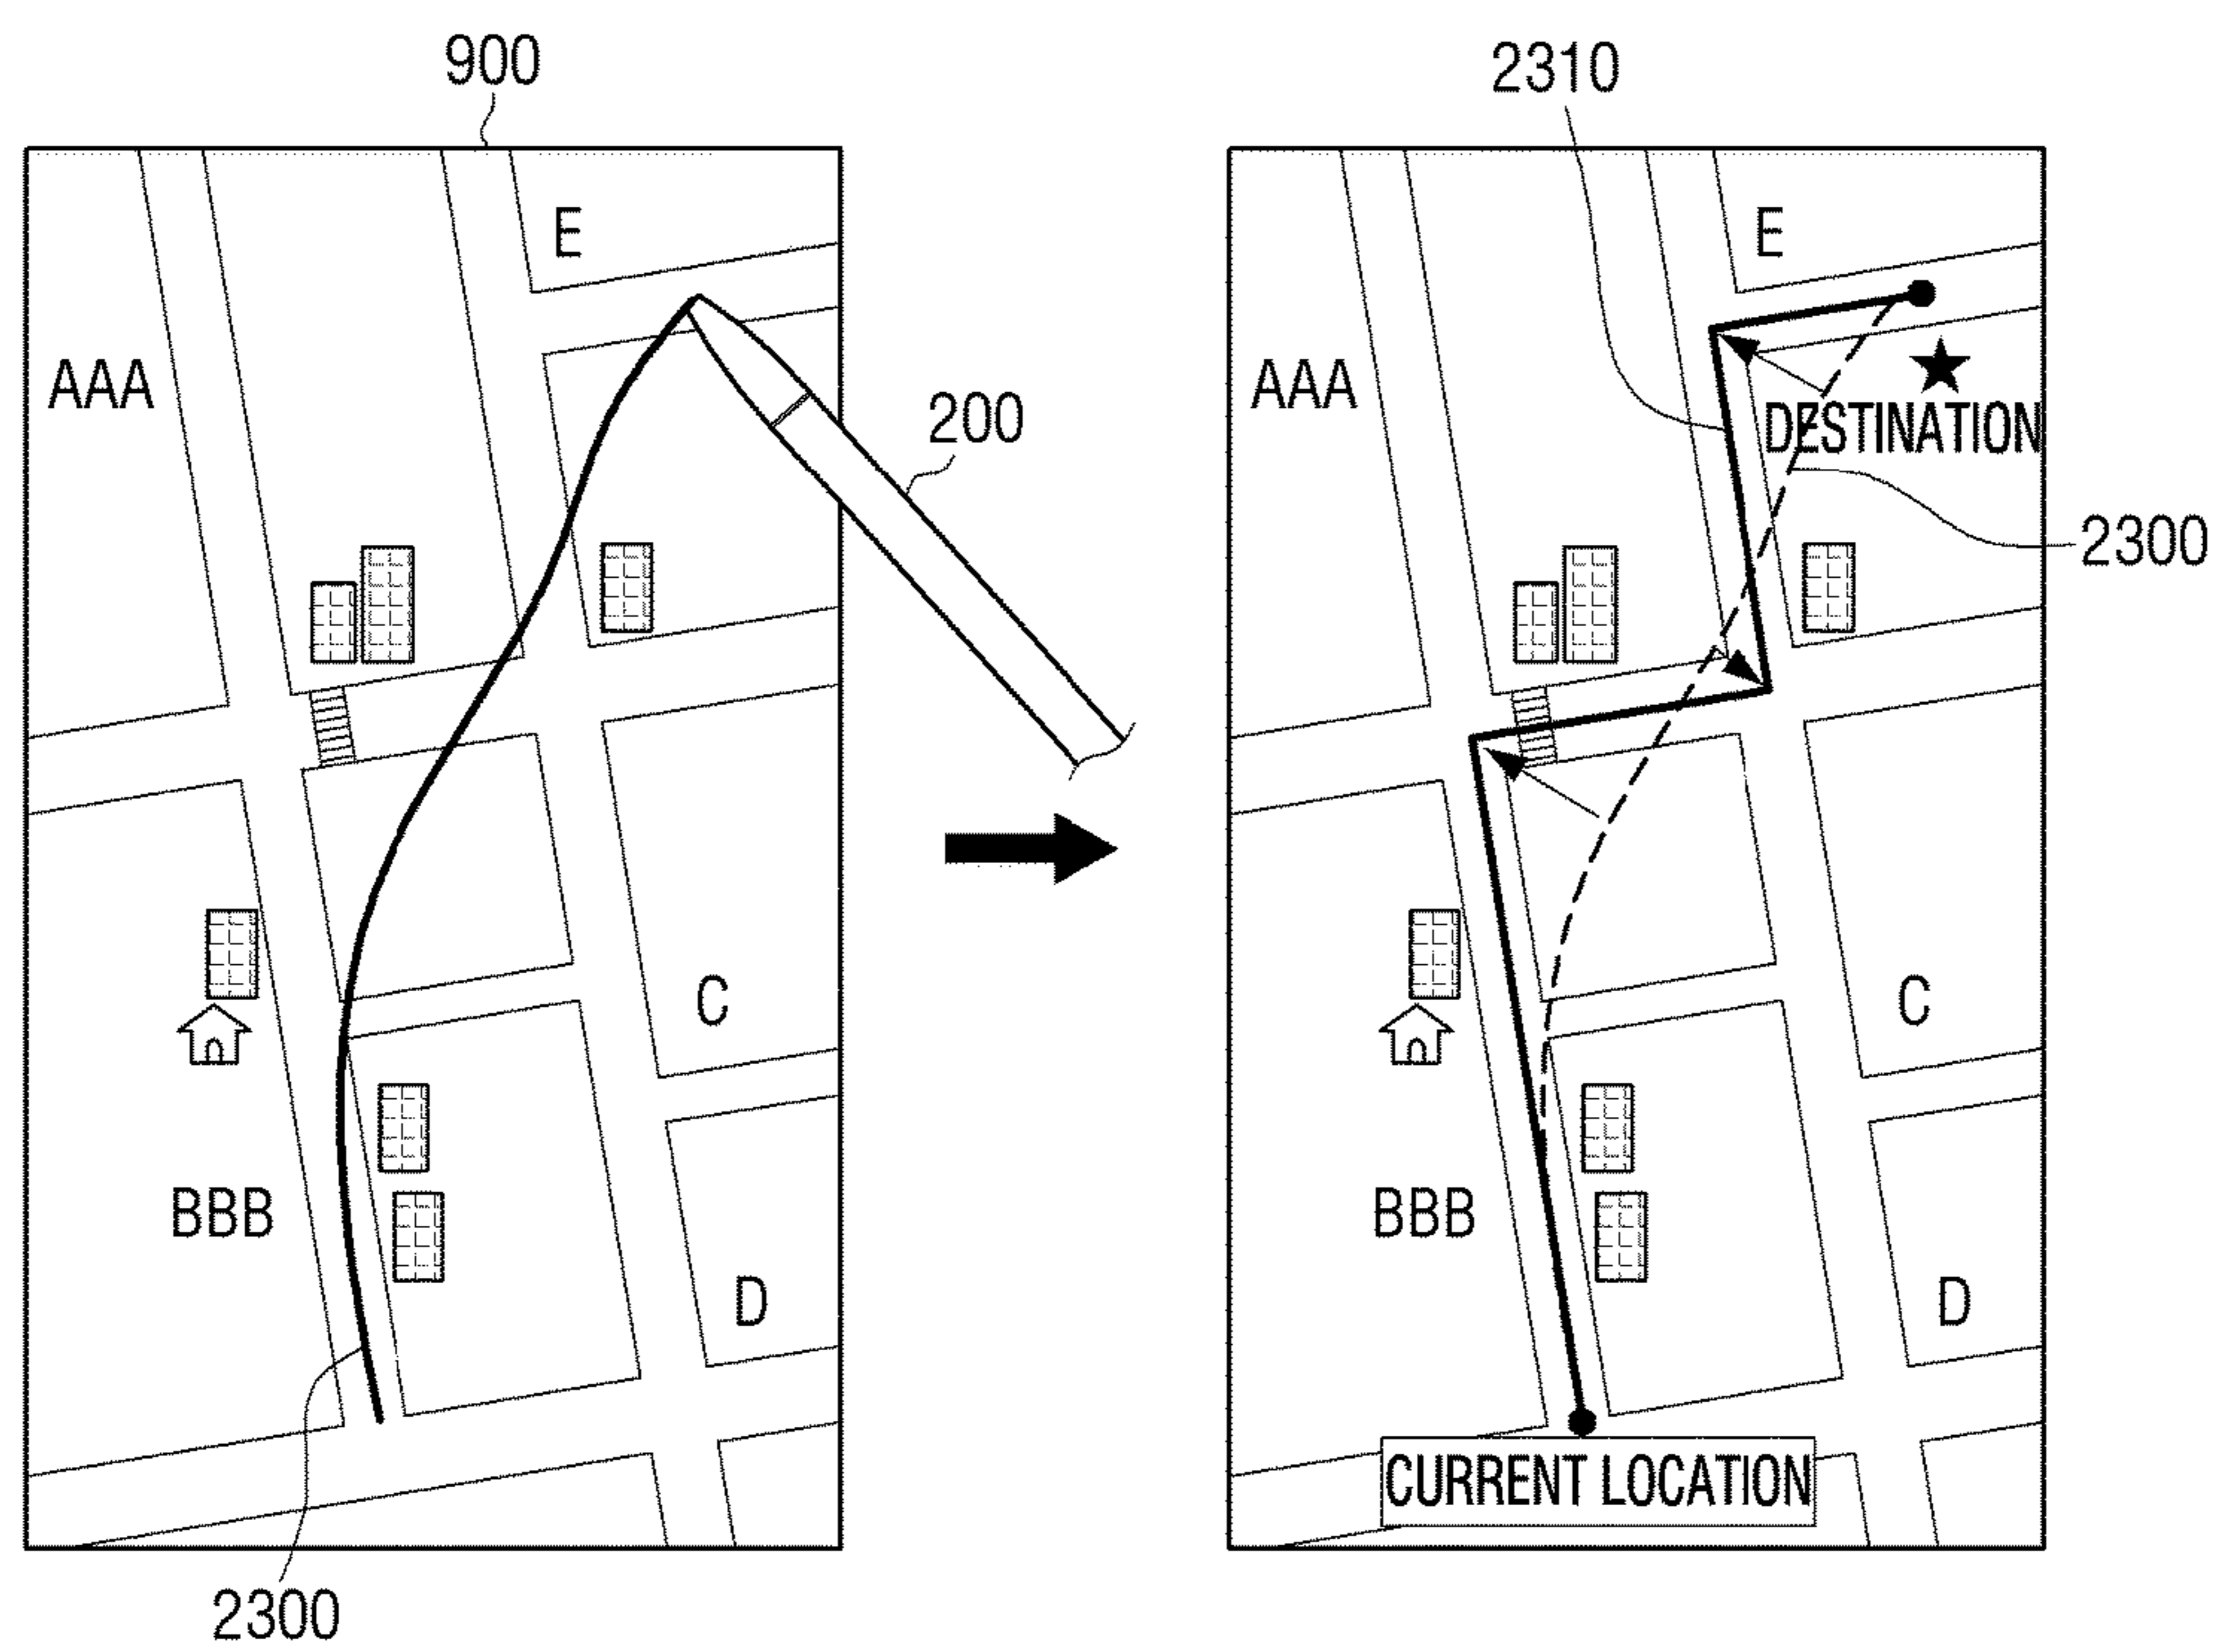 900
E
AAA
200
C
BBB
D
2300
2310
E
AAA
DESTINATION
2300
C
BBB
D
CURRENT LOCATION